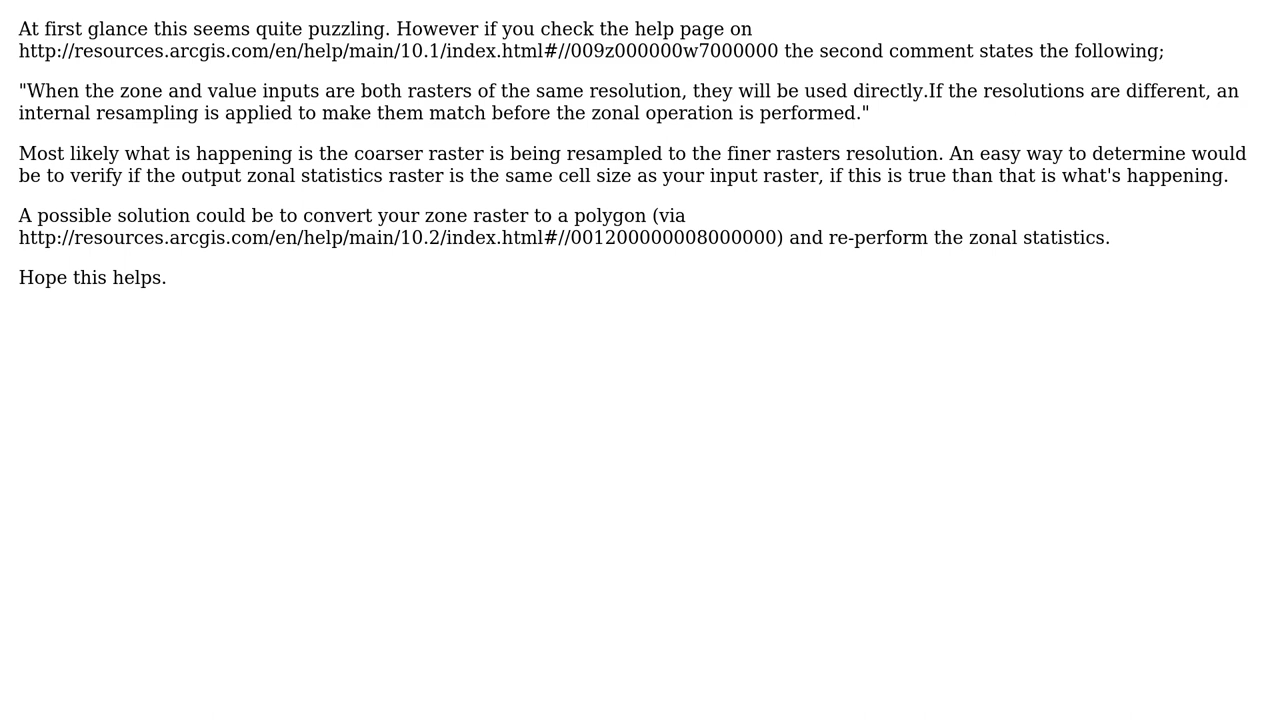 At first glance this seems quite puzzling. However if you check the help page on
http://resources.arcgis.com/en/help/main/10.1/index.html#//009z000000w7000000 the second comment states the following;
"When the zone and value inputs are both rasters of the same resolution, they will be used directly.If the resolutions are different, an
internal resampling is applied to make them match before the zonal operation is performed."
Most likely what is happening is the coarser raster is being resampled to the finer rasters resolution. An easy way to determine would
be to verify if the output zonal statistics raster is the same cell size as your input raster, if this is true than that is what's happening.
A possible solution could be to convert your zone raster to a polygon (via
http://resources.arcgis.com/en/help/main/10.2/index.html#//001200000008000000) and re-perform the zonal statistics.
Hope this helps.